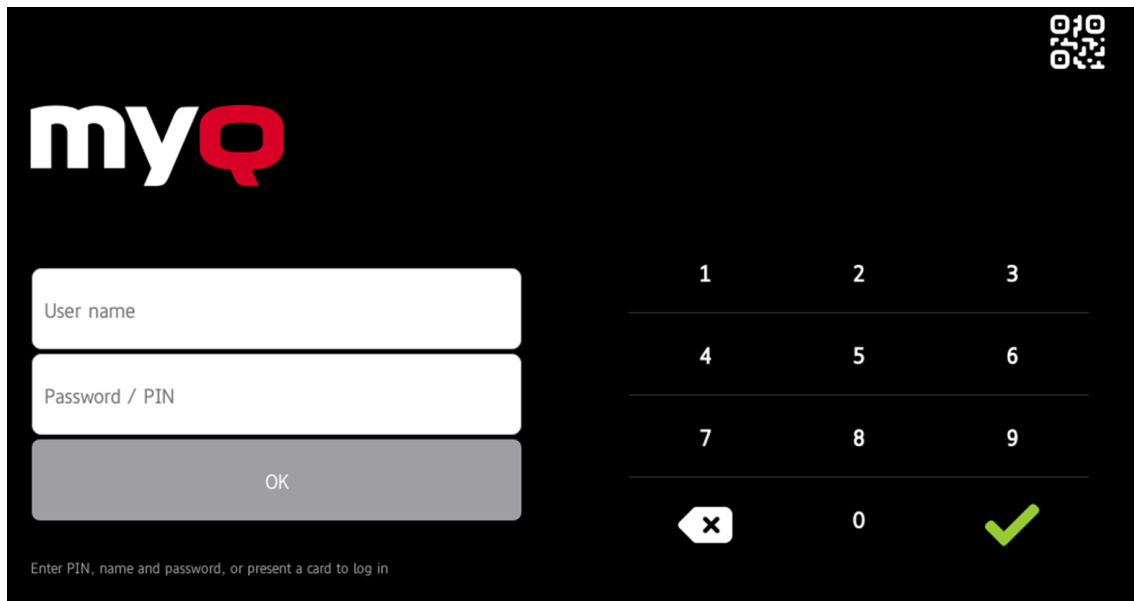 myQ
User name
Password / PIN
OK
Enter PIN, name and password, or present a card to log in
1 2 3
4 5 6
7 8 9
0